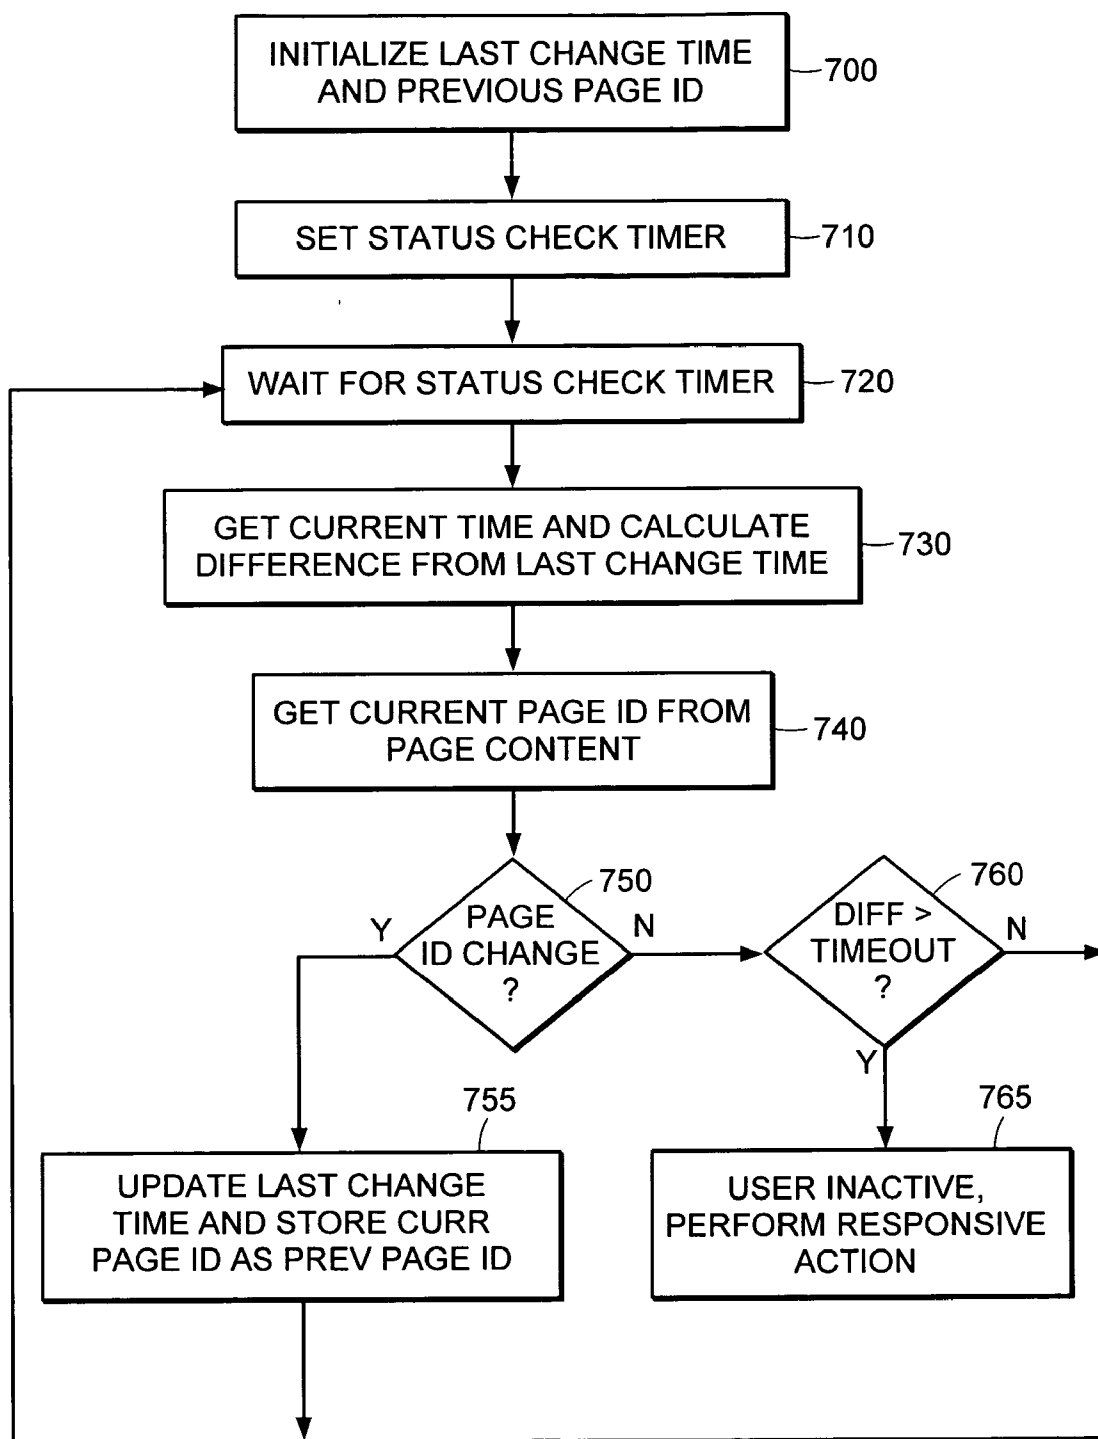 INITIALIZE LAST CHANGE TIME
AND PREVIOUS PAGE ID
700
SET STATUS CHECK TIMER
710
WAIT FOR STATUS CHECK TIMER
720
GET CURRENT TIME AND CALCULATE
DIFFERENCE FROM LAST CHANGE TIME
730
GET CURRENT PAGE ID FROM
PAGE CONTENT
740
750
PAGE
ID CHANGE
?
Y
N
760
DIFF >
TIMEOUT
?
N
Y
755
UPDATE LAST CHANGE
TIME AND STORE CURR
PAGE ID AS PREV PAGE ID
765
USER INACTIVE,
PERFORM RESPONSIVE
ACTION